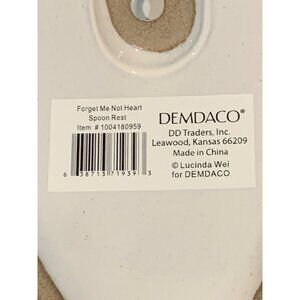 Forget Me Not Heart
Spoon Rest
Item # 1004180959
6 38713 71939 3
DEMDACO®
DD Traders, Inc.
Leawood, Kansas 66209
Made in China
© Lucinda Wei
for DEMDACO